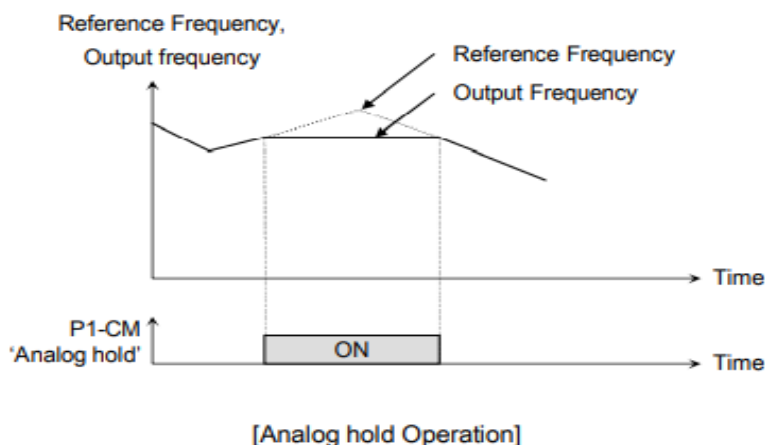 Reference Frequency,
Output frequency
Reference Frequency
Output Frequency
Time
P1-CM
'Analog hold'
ON
Time
[Analog hold Operation]